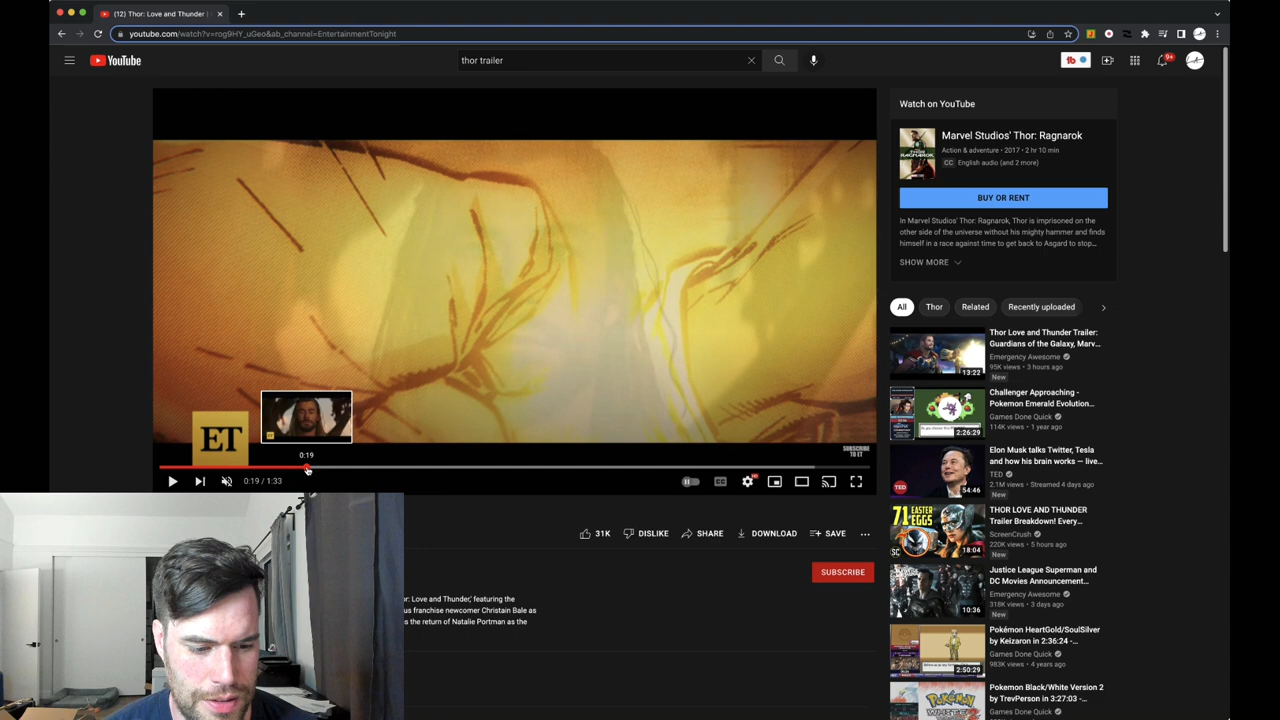 (12) Thor: Love and Thunder |
youtube.com/watch?v=rog9HY_uGeo&ab_channel=EntertainmentTonight
YouTube
thor trailer
9+
ET
SUBSCRIBE
TO ET
0:19
0:19 / 1:33
31K
DISLIKE
SHARE
DOWNLOAD
SAVE
SUBSCRIBE
r: Love and Thunder,' featuring the
us franchise newcomer Christain Bale as
s the return of Natalie Portman as the
Watch on YouTube
Marvel Studios' Thor: Ragnarok
Action & adventure • 2017 • 2 hr 10 min
CC English audio (and 2 more)
BUY OR RENT
In Marvel Studios' Thor: Ragnarok, Thor is imprisoned on the
other side of the universe without his mighty hammer and finds
himself in a race against time to get back to Asgard to stop...
SHOW MORE
All
Thor
Related
Recently uploaded
Thor Love and Thunder Trailer:
Guardians of the Galaxy, Marv...
Emergency Awesome
95K views • 3 hours ago
New
13:22
Challenger Approaching -
Pokemon Emerald Evolution...
Games Done Quick
114K views • 1 year ago
2:26:29
Elon Musk talks Twitter, Tesla
and how his brain works — live...
TED
2.1M views • Streamed 4 days ago
New
TED
54:46
THOR LOVE AND THUNDER
Trailer Breakdown! Every...
ScreenCrush
220K views • 5 hours ago
New
71 EASTER
EGGS
18:04
Justice League Superman and
DC Movies Announcement...
Emergency Awesome
318K views • 3 days ago
10:36
Pokémon HeartGold/SoulSilver
by Keizaron in 2:36:24 -...
Games Done Quick
983K views • 4 years ago
2:50:29
Pokemon Black/White Version 2
by TrevPerson in 3:27:03 -...
Games Done Quick